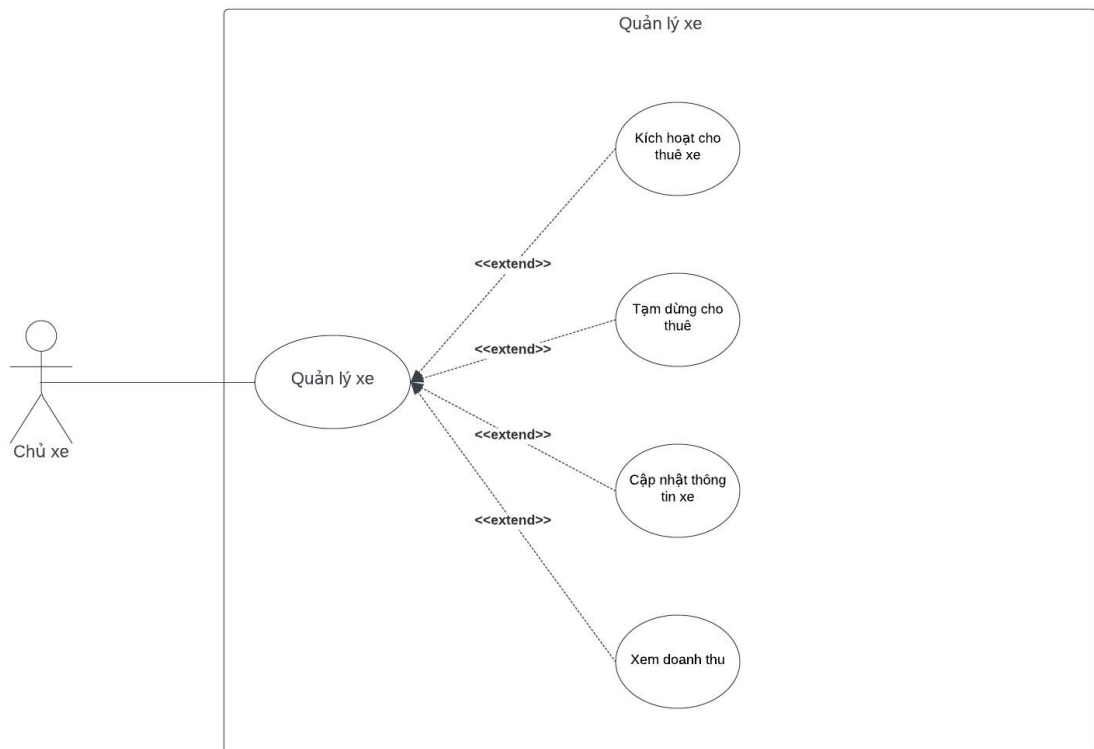 Quản lý xe
Kích hoạt cho
thuê xe
<<extend>>
Tạm dừng cho
thuê
<<extend>>
Quản lý xe
Chủ xe
<<extend>>
Cập nhật thông
tin xe
<<extend>>
Xem doanh thu